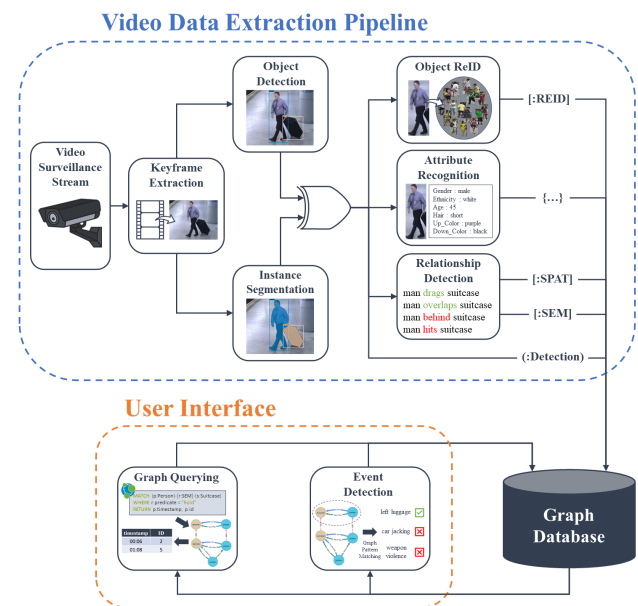 Video Data Extraction Pipeline
Object
Detection
Object ReID
[:REID]
Video
Surveillance
Stream
Keyframe
Extraction
Attribute
Recognition
Gender : male
Ethnicity : white
Age : 45
Hair : short
Up_Color : purple
Down_Color : black
{…}
Instance
Segmentation
Relationship
Detection
man drags suitcase
man overlaps suitcase
man behind suitcase
man hits suitcase
[:SPAT]
[:SEM]
(:Detection)
User Interface
Graph Querying
MATCH (p:Person) (r:SEM) (s:Suitcase)
WHERE r.predicate = "hold"
RETURN p.timestamp, p.id
timestamp ID
00:06 2
01:08 5
Event
Detection
left luggage
car jacking
weapon
violence
Graph
Pattern
Matching
Graph
Database